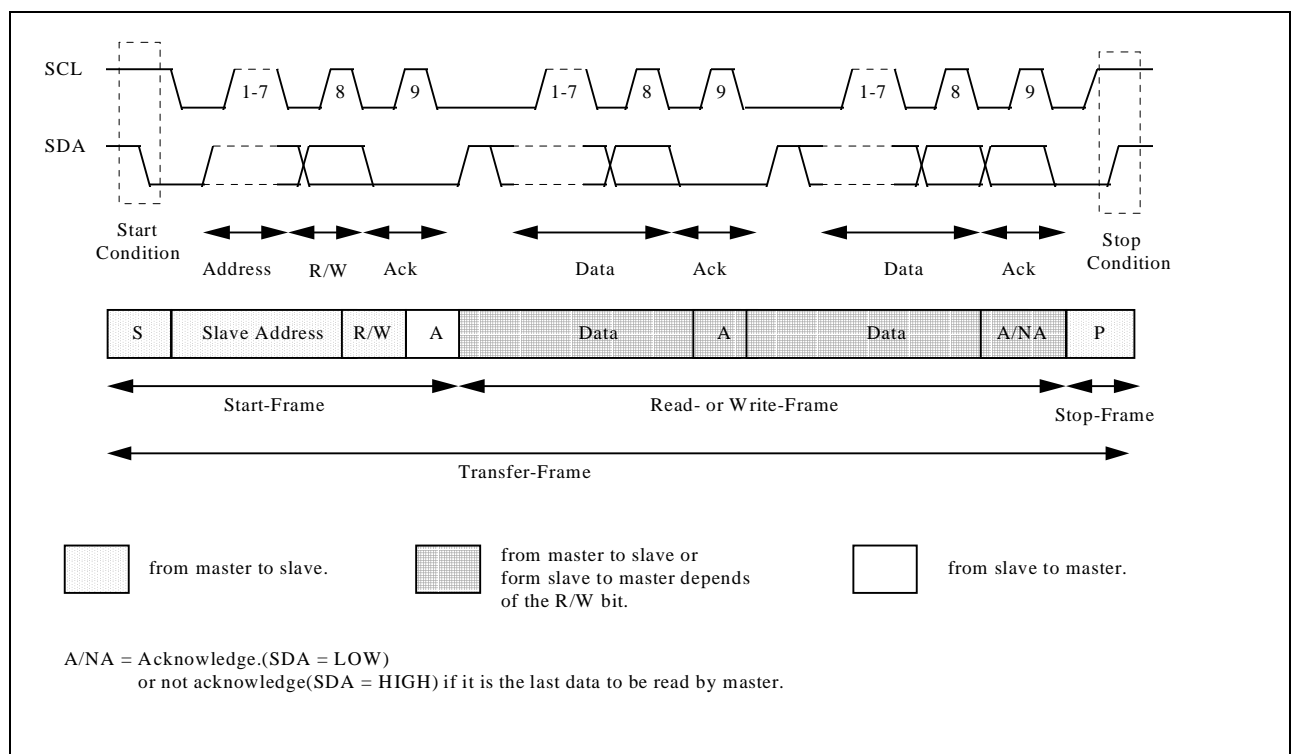 SCL
1-7 8 9 1-7 8 9 1-7 8 9
SDA
Start
Condition
Address R/W Ack Data Ack Data Ack
Stop
Condition
S Slave Address R/W A Data A Data A/NA P
Start-Frame Read- or Write-Frame Stop-Frame
Transfer-Frame
from master to slave.
from master to slave or
form slave to master depends
of the R/W bit.
from slave to master.
A/NA = Acknowledge.(SDA = LOW)
or not acknowledge(SDA = HIGH) if it is the last data to be read by master.